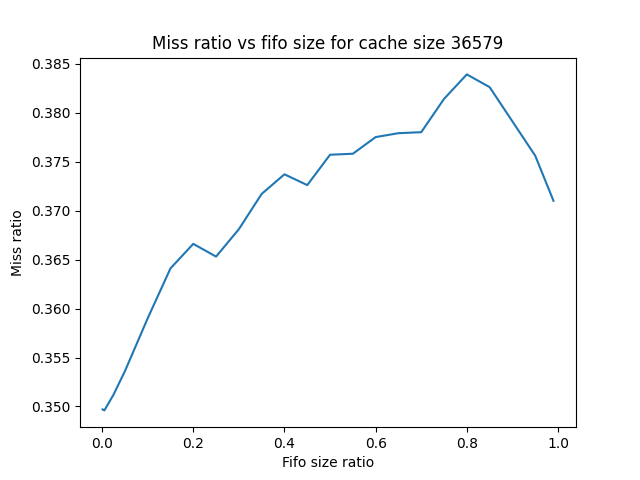 Miss ratio vs fifo size for cache size 36579
0.385
0.380
0.375
0.370
0.365
0.360
0.355
0.350
Miss ratio
0.0 0.2 0.4 0.6 0.8 1.0
Fifo size ratio